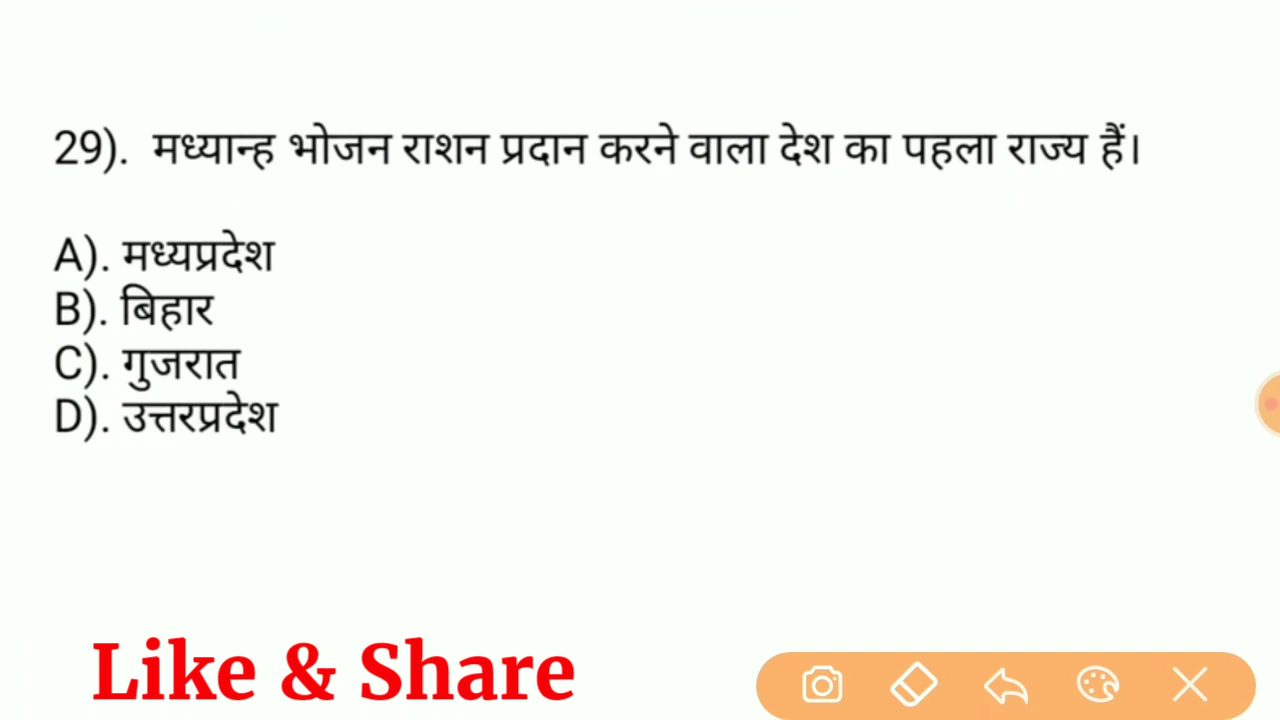 29). मध्यान्ह भोजन राशन प्रदान करने वाला देश का पहला राज्य हैं।
A). मध्यप्रदेश
B). बिहार
C). गुजरात
D). उत्तरप्रदेश
Like & Share